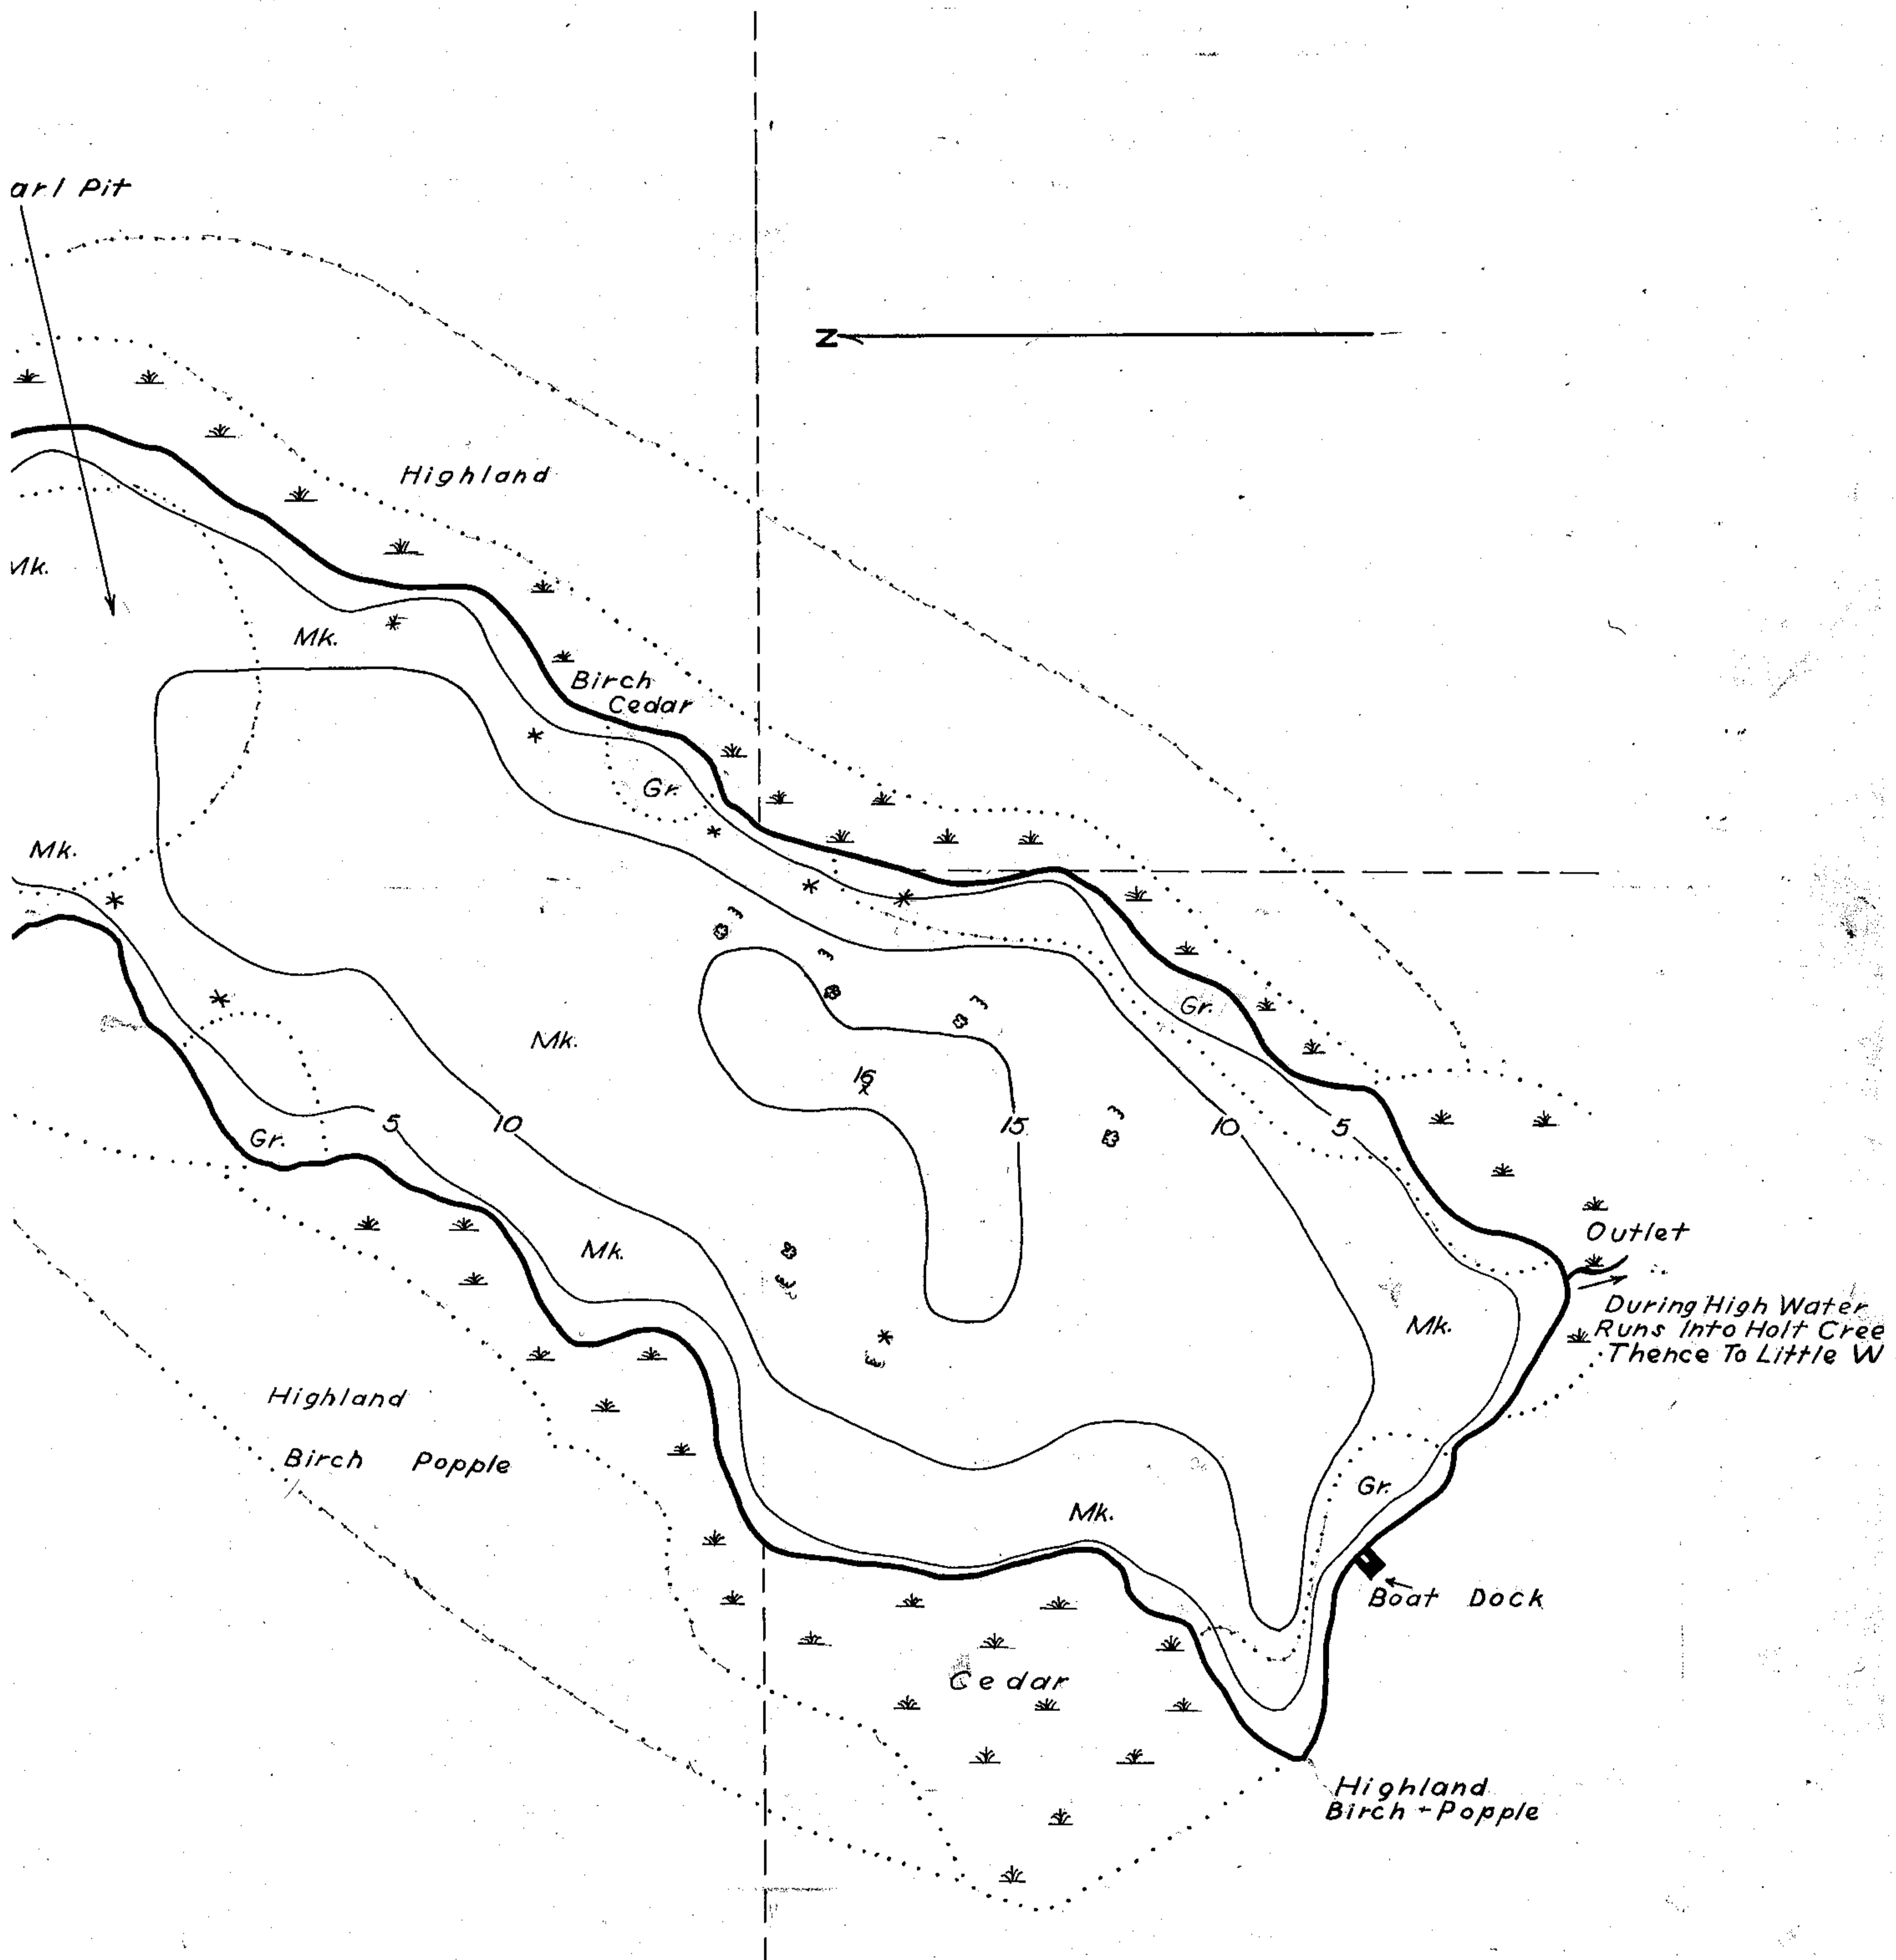 arl Pit
N
Highland
Mk.
Mk.
Birch
Cedar
Gr.
Mk.
Gr.
Mk.
16
5
10
15
10
5
Gr.
Outlet
Mk.
During High Water
Runs Into Holt Cree
Thence To Little W
Mk.
Highland
Birch Popple
Gr.
Mk.
Boat Dock
Cedar
Highland
Birch + Popple